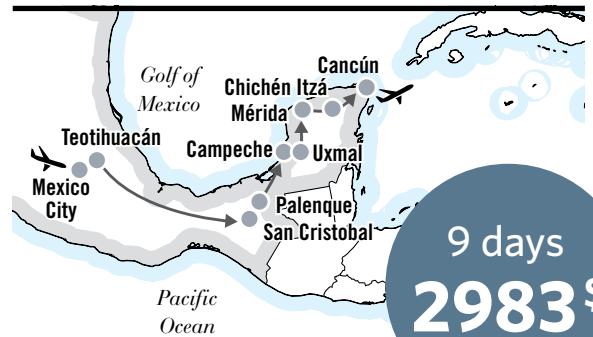 Golf of
Mexico
Cancún
Chichén Itzá
Mérida
Teotihuacán
Campeche
Uxmal
Mexico
City
Palenque
San Cristobal
Pacific
Ocean
9 days
2983$